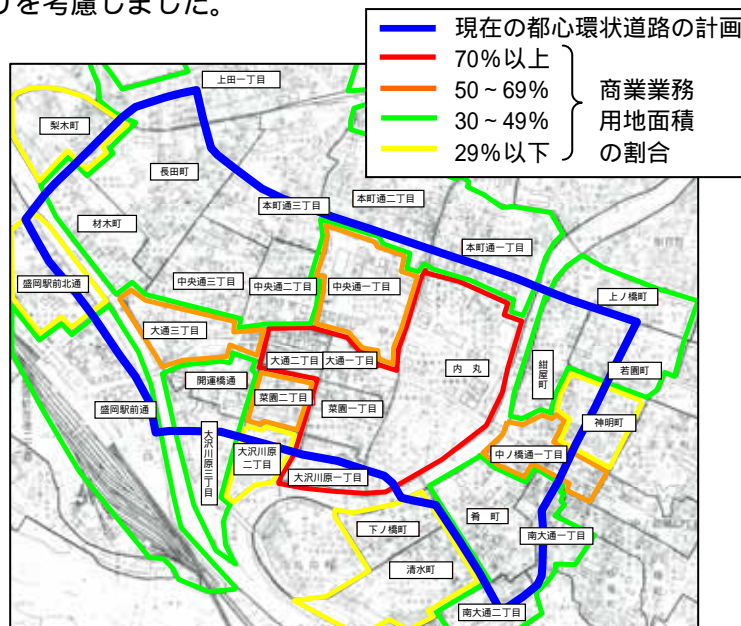 りを考慮しました。
現在の都心環状道路の計画
70%以上
50～69%
30～49%
29%以下
商業業務
用地面積
の割合
上田一丁目
梨木町
長田町
本町通三丁目
本町通二丁目
本町通一丁目
材木町
盛岡駅前北通
中央通三丁目
中央通二丁目
中央通一丁目
上ノ橋町
大通三丁目
大通二丁目
大通一丁目
内丸
紺屋町
若園町
開運橋通
菜園二丁目
菜園一丁目
神明町
盛岡駅前通
大沢川原三丁目
大沢川原
二丁目
大沢川原一丁目
中ノ橋通一丁目
下ノ橋町
肴町
南大通一丁目
清水町
南大通二丁目